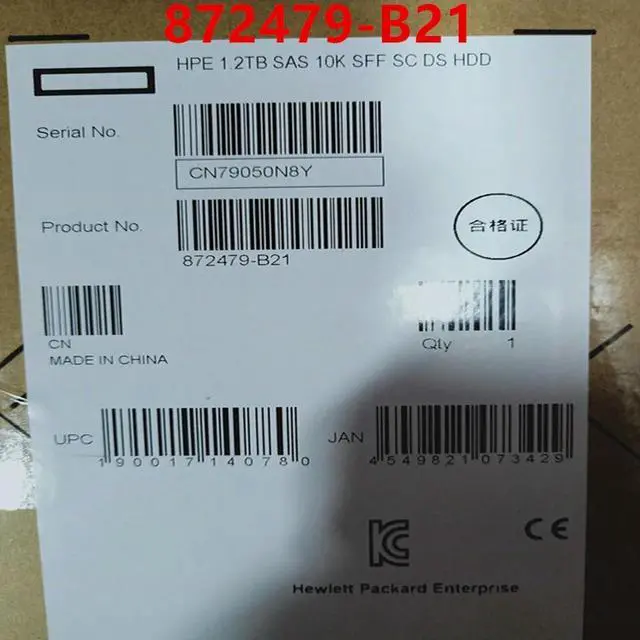 872479-B21
HPE 1.2TB SAS 10K SFF SC DS HDD
Serial No.
CN79050N8Y
Product No.
872479-B21
合格证
CN
MADE IN CHINA
Qty 1
UPC
190017140780
JAN
4549821073429
Hewlett Packard Enterprise